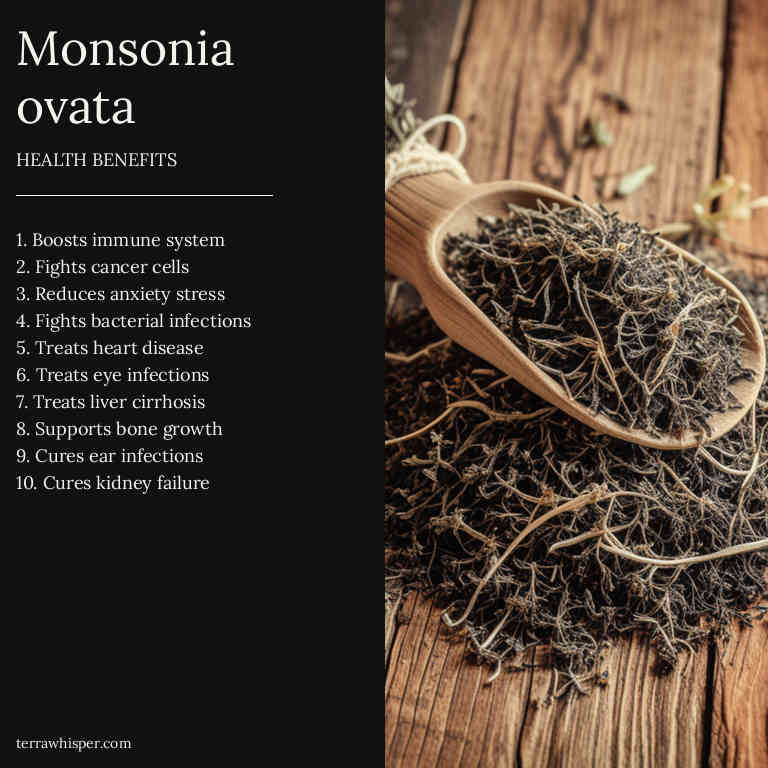 Monsonia
ovata
HEALTH BENEFITS
1. Boosts immune system
2. Fights cancer cells
3. Reduces anxiety stress
4. Fights bacterial infections
5. Treats heart disease
6. Treats eye infections
7. Treats liver cirrhosis
8. Supports bone growth
9. Cures ear infections
10. Cures kidney failure
terrawhisper.com